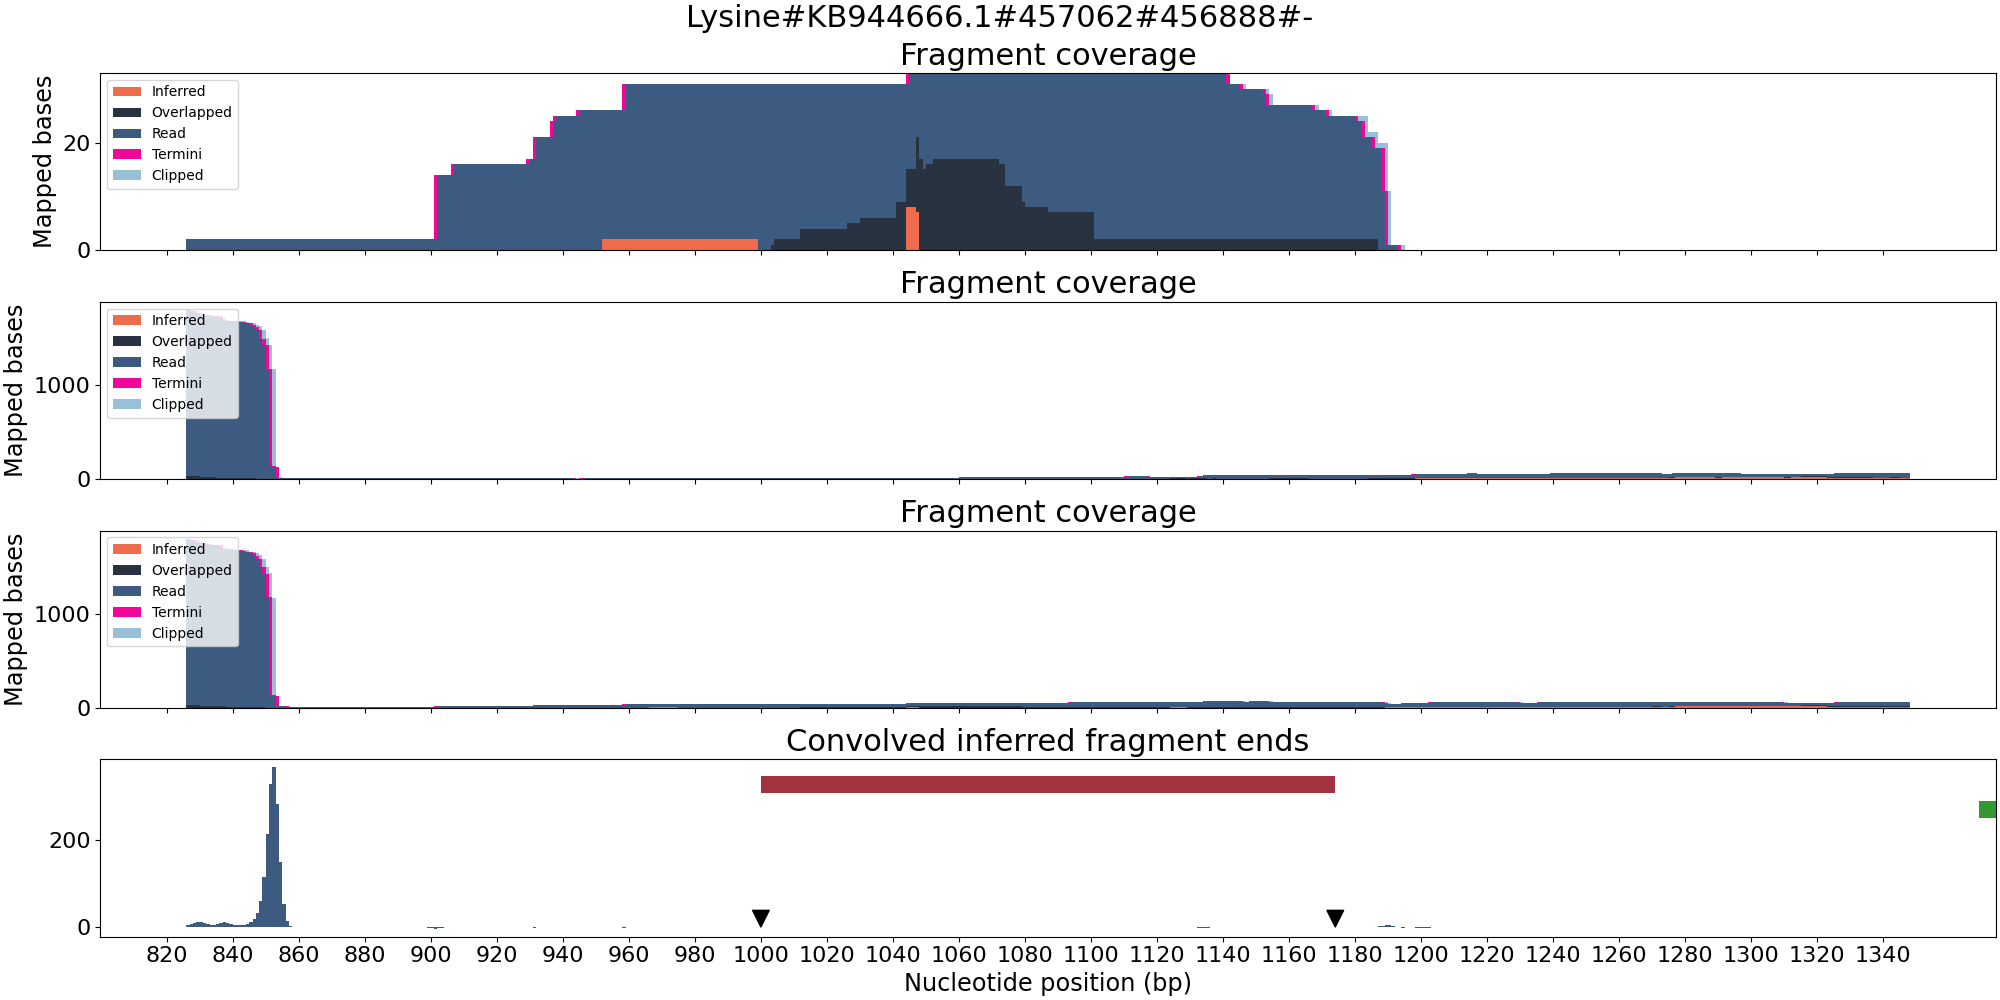 Lysine#KB944666.1#457062#456888#-
Fragment coverage
Mapped bases
20
0
Inferred
Overlapped
Read
Termini
Clipped
Fragment coverage
Mapped bases
1000
0
Inferred
Overlapped
Read
Termini
Clipped
Fragment coverage
Mapped bases
1000
0
Inferred
Overlapped
Read
Termini
Clipped
Convolved inferred fragment ends
200
0
820 840 860 880 900 920 940 960 980 1000 1020 1040 1060 1080 1100 1120 1140 1160 1180 1200 1220 1240 1260 1280 1300 1320 1340
Nucleotide position (bp)